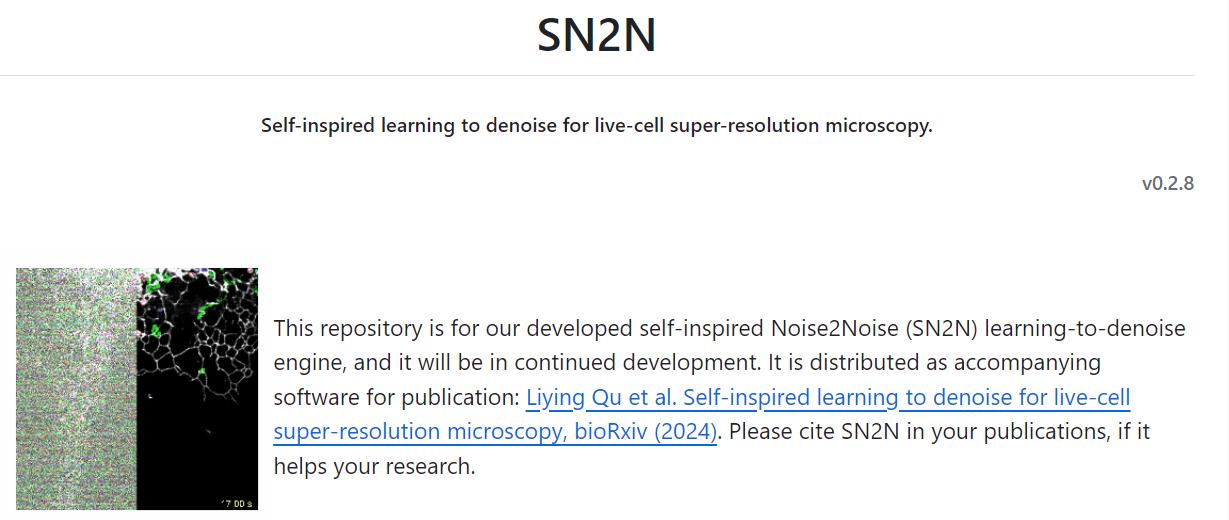 SN2N
Self-inspired learning to denoise for live-cell super-resolution microscopy.
v0.2.8
This repository is for our developed self-inspired Noise2Noise (SN2N) learning-to-denoise
engine, and it will be in continued development. It is distributed as accompanying
software for publication: Liying Qu et al. Self-inspired learning to denoise for live-cell
super-resolution microscopy, bioRxiv (2024). Please cite SN2N in your publications, if it
helps your research.